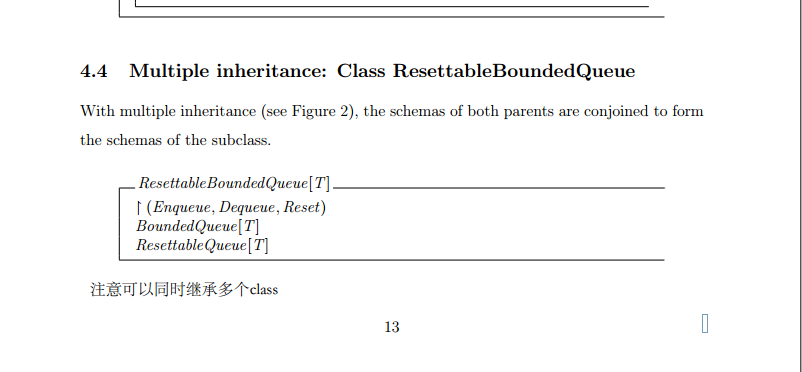 4.4 Multiple inheritance: Class ResettableBoundedQueue
With multiple inheritance (see Figure 2), the schemas of both parents are conjoined to form
the schemas of the subclass.
ResettableBoundedQueue[T]
↾ (Enqueue, Dequeue, Reset)
BoundedQueue[T]
ResettableQueue[T]
注意可以同时继承多个class
13